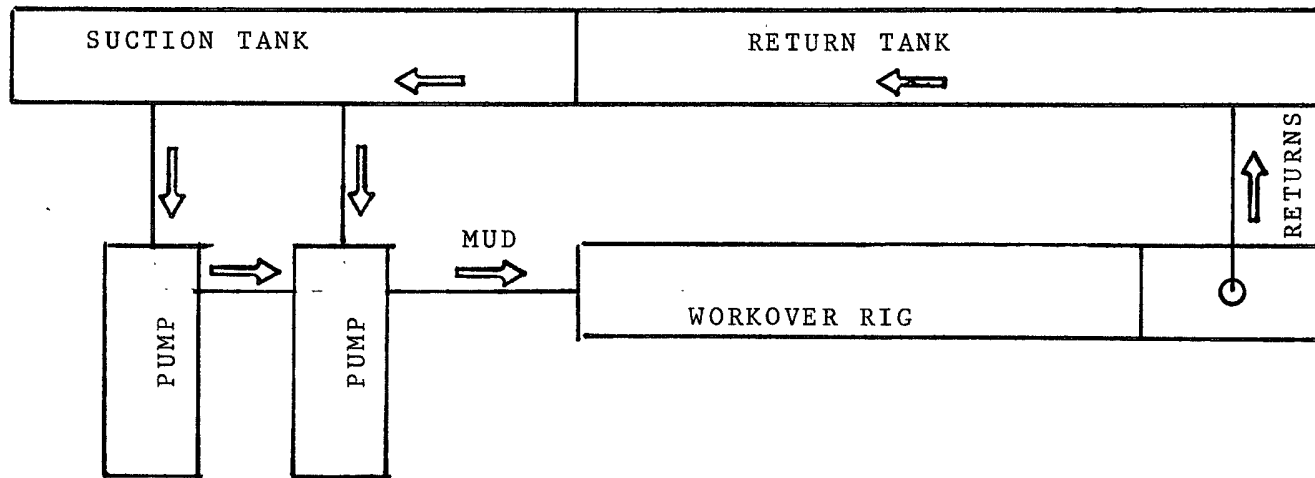 SUCTION TANK
RETURN TANK
RETURNS
MUD
PUMP
PUMP
WORKOVER RIG